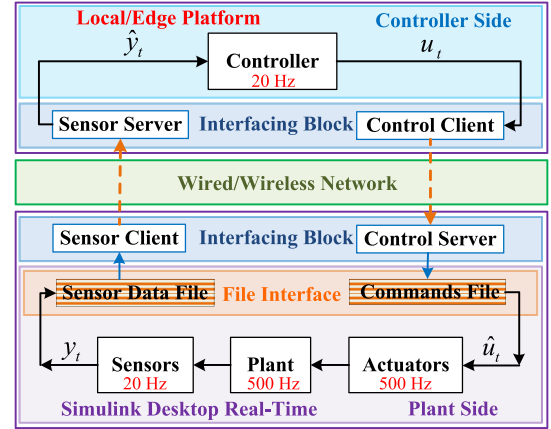 Local/Edge Platform
Controller Side
ŷ_t
Controller
20 Hz
u_t
Sensor Server
Interfacing Block
Control Client
Wired/Wireless Network
Sensor Client
Interfacing Block
Control Server
Sensor Data File
File Interface
Commands File
y_t
Sensors
20 Hz
Plant
500 Hz
Actuators
500 Hz
û_t
Simulink Desktop Real-Time
Plant Side